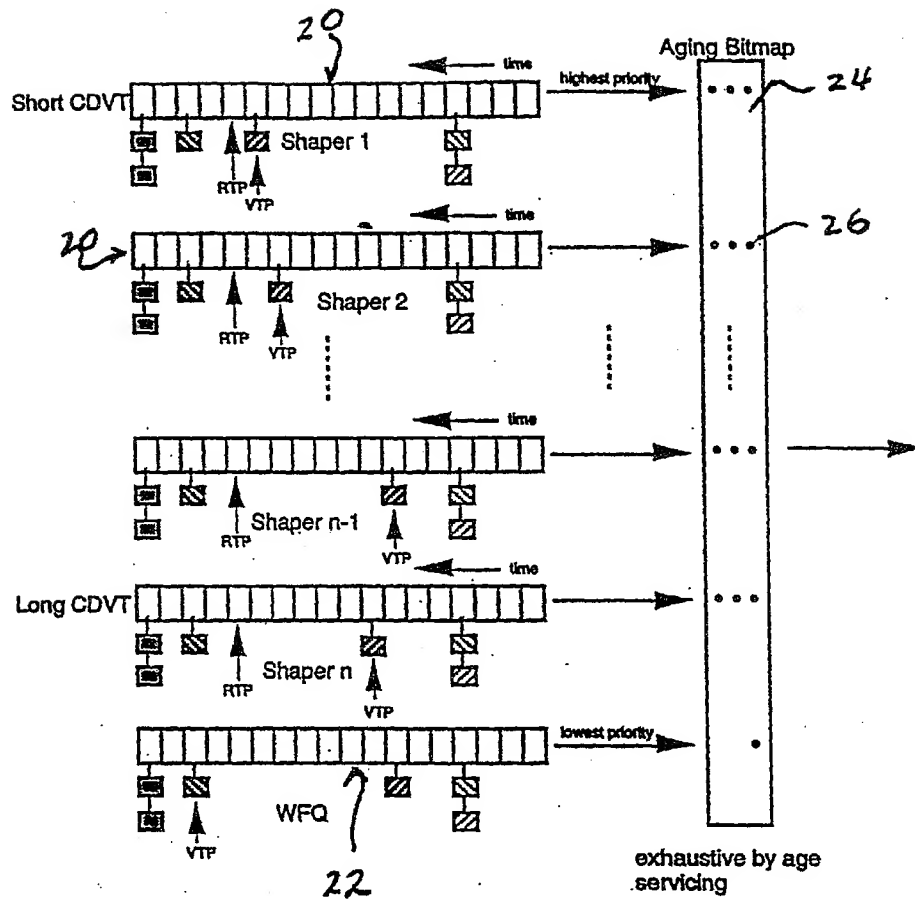 20
Aging Bitmap
time
highest priority
24
Short CDVT
Shaper 1
RTP
VTP
time
26
20
Shaper 2
RTP
VTP
time
Shaper n-1
RTP
VTP
time
Long CDVT
Shaper n
RTP
VTP
lowest priority
WFQ
VTP
22
exhaustive by age
servicing